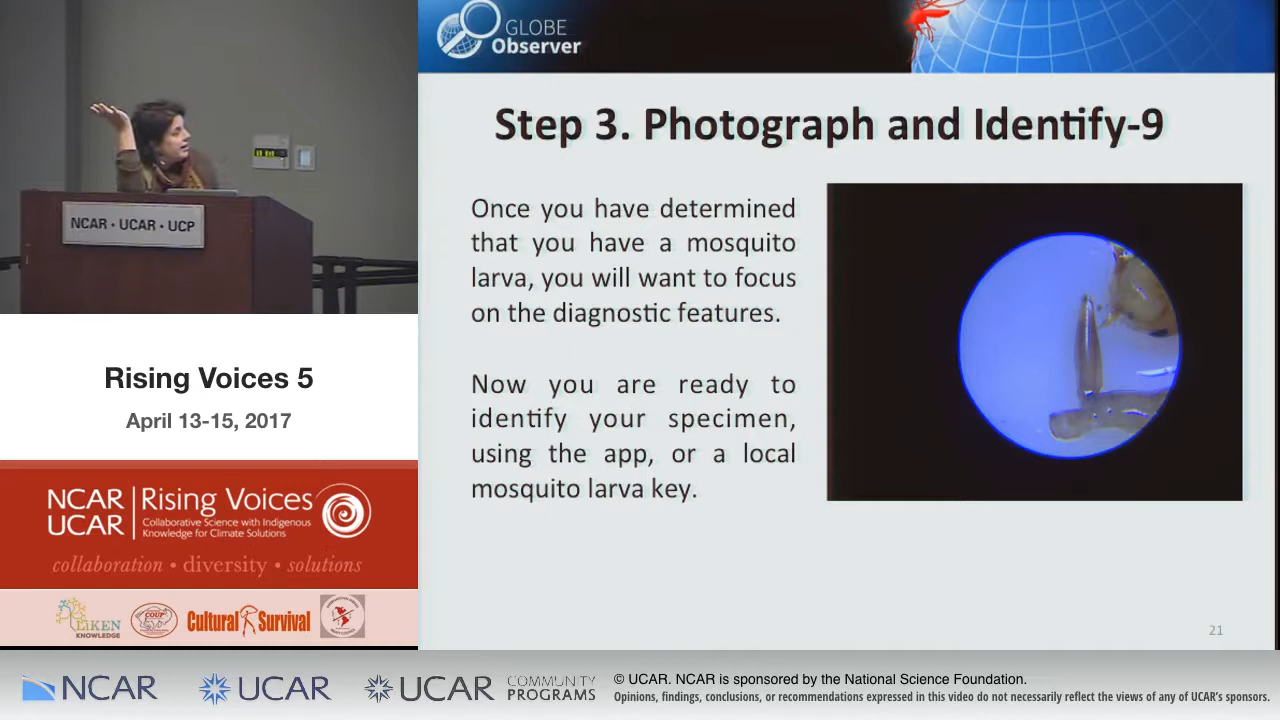 GLOBE
Observer
Step 3. Photograph and Identify-9
Once you have determined
that you have a mosquito
larva, you will want to focus
on the diagnostic features.
Now you are ready to
identify your specimen,
using the app, or a local
mosquito larva key.
21
NCAR · UCAR · UCP
Rising Voices 5
April 13-15, 2017
NCAR
UCAR
Rising Voices
Collaborative Science with Indigenous
Knowledge for Climate Solutions
collaboration • diversity • solutions
LIKEN
KNOWLEDGE
Cultural Survival
NCAR
UCAR
UCAR
COMMUNITY
PROGRAMS
© UCAR. NCAR is sponsored by the National Science Foundation.
Opinions, findings, conclusions, or recommendations expressed in this video do not necessarily reflect the views of any of UCAR's sponsors.